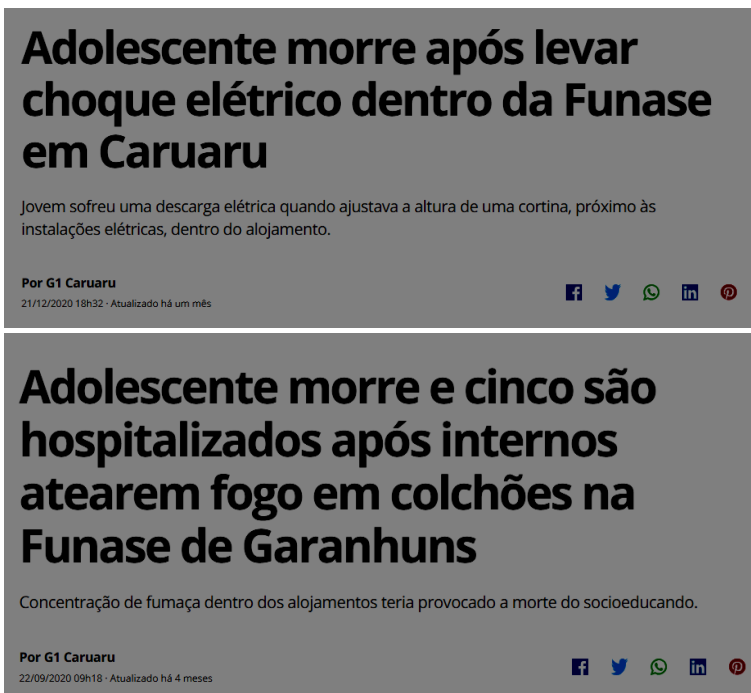 Adolescente morre após levar
choque elétrico dentro da Funase
em Caruaru
Jovem sofreu uma descarga elétrica quando ajustava a altura de uma cortina, próximo às
instalações elétricas, dentro do alojamento.
Por G1 Caruaru
21/12/2020 18h32 · Atualizado há um mês
Adolescente morre e cinco são
hospitalizados após internos
atearem fogo em colchões na
Funase de Garanhuns
Concentração de fumaça dentro dos alojamentos teria provocado a morte do socioeducando.
Por G1 Caruaru
22/09/2020 09h18 · Atualizado há 4 meses